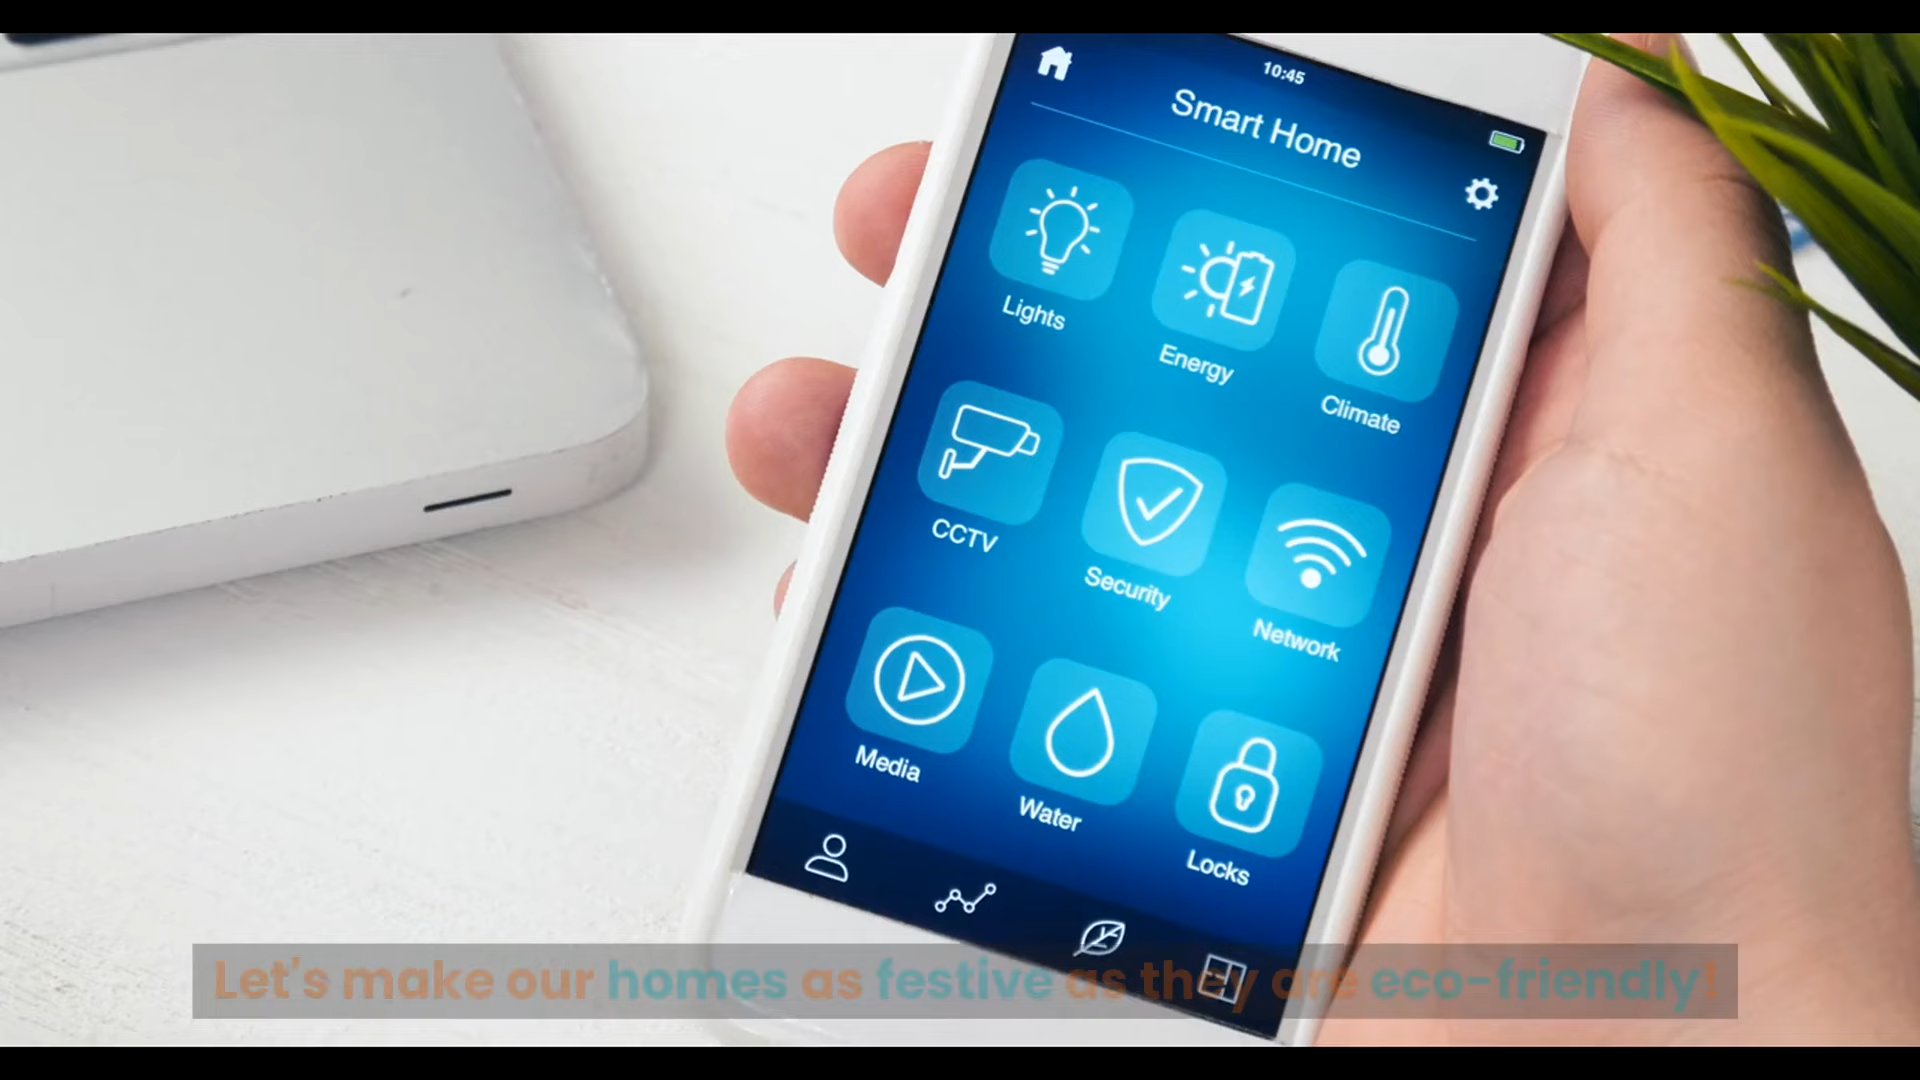 10:45
Smart Home
Lights
Energy
Climate
CCTV
Security
Network
Media
Water
Locks
Let's make our homes as festive as they are eco-friendly!